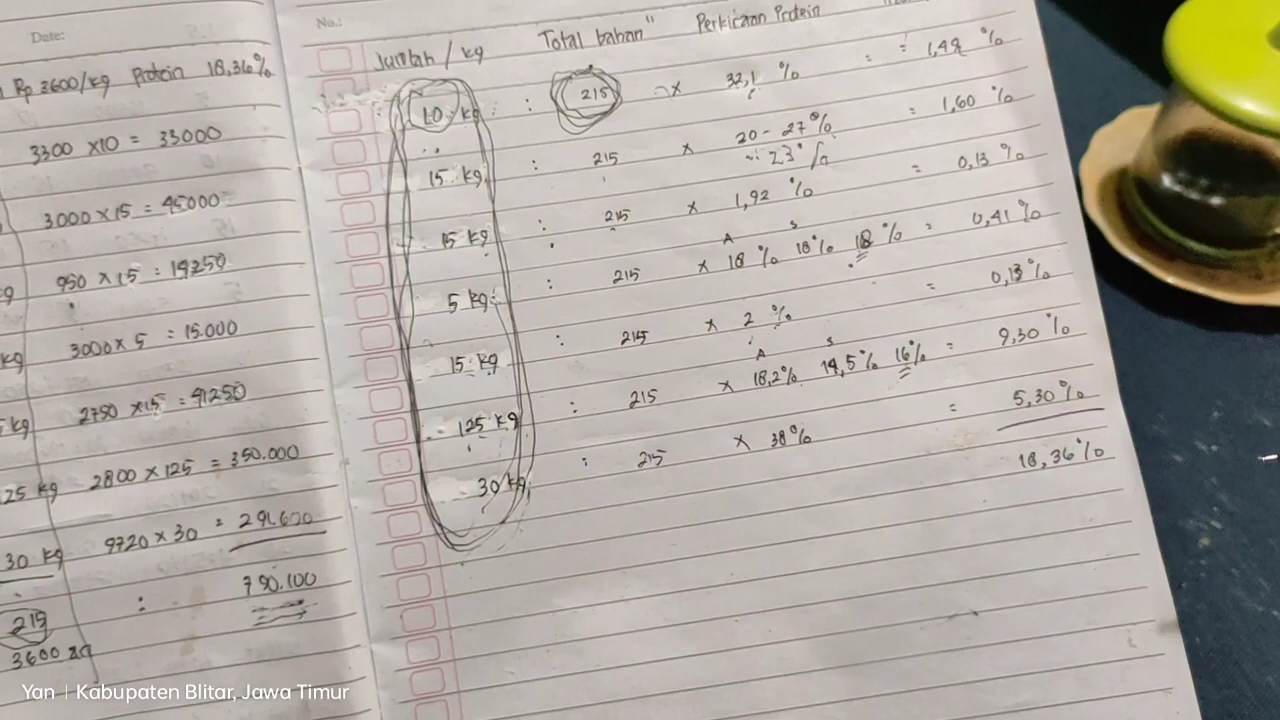 Date:
Rp 3600/kg Protein 18,36%
3300 x10 = 33000
3000 x 15 = 45000
950 x 15 = 14250
3000 x 5 = 15.000
2750 x 15 = 41250
25 kg 2800 x 125 = 350.000
30 kg 9720 x 30 = 291.600
215 : 790.100
3600
No.:
Jumlah / kg Total bahan " Perkiraan Protein
10 kg : 215 x 32,1 % = 1,49 %
15 kg : 215 x 20 - 27% = 1,60 %
23%
15 kg : 215 x 1,92 % = 0,13 %
A S
5 kg : 215 x 18 % 18% 18 % = 0,41 %
15 kg : 215 x 2 % = 0,13%
A S
125 kg : 215 x 18,2% 14,5% 16% = 9,30 %
30 kg : 215 x 38% = 5,30 %
18,36%
Yan | Kabupaten Blitar, Jawa Timur